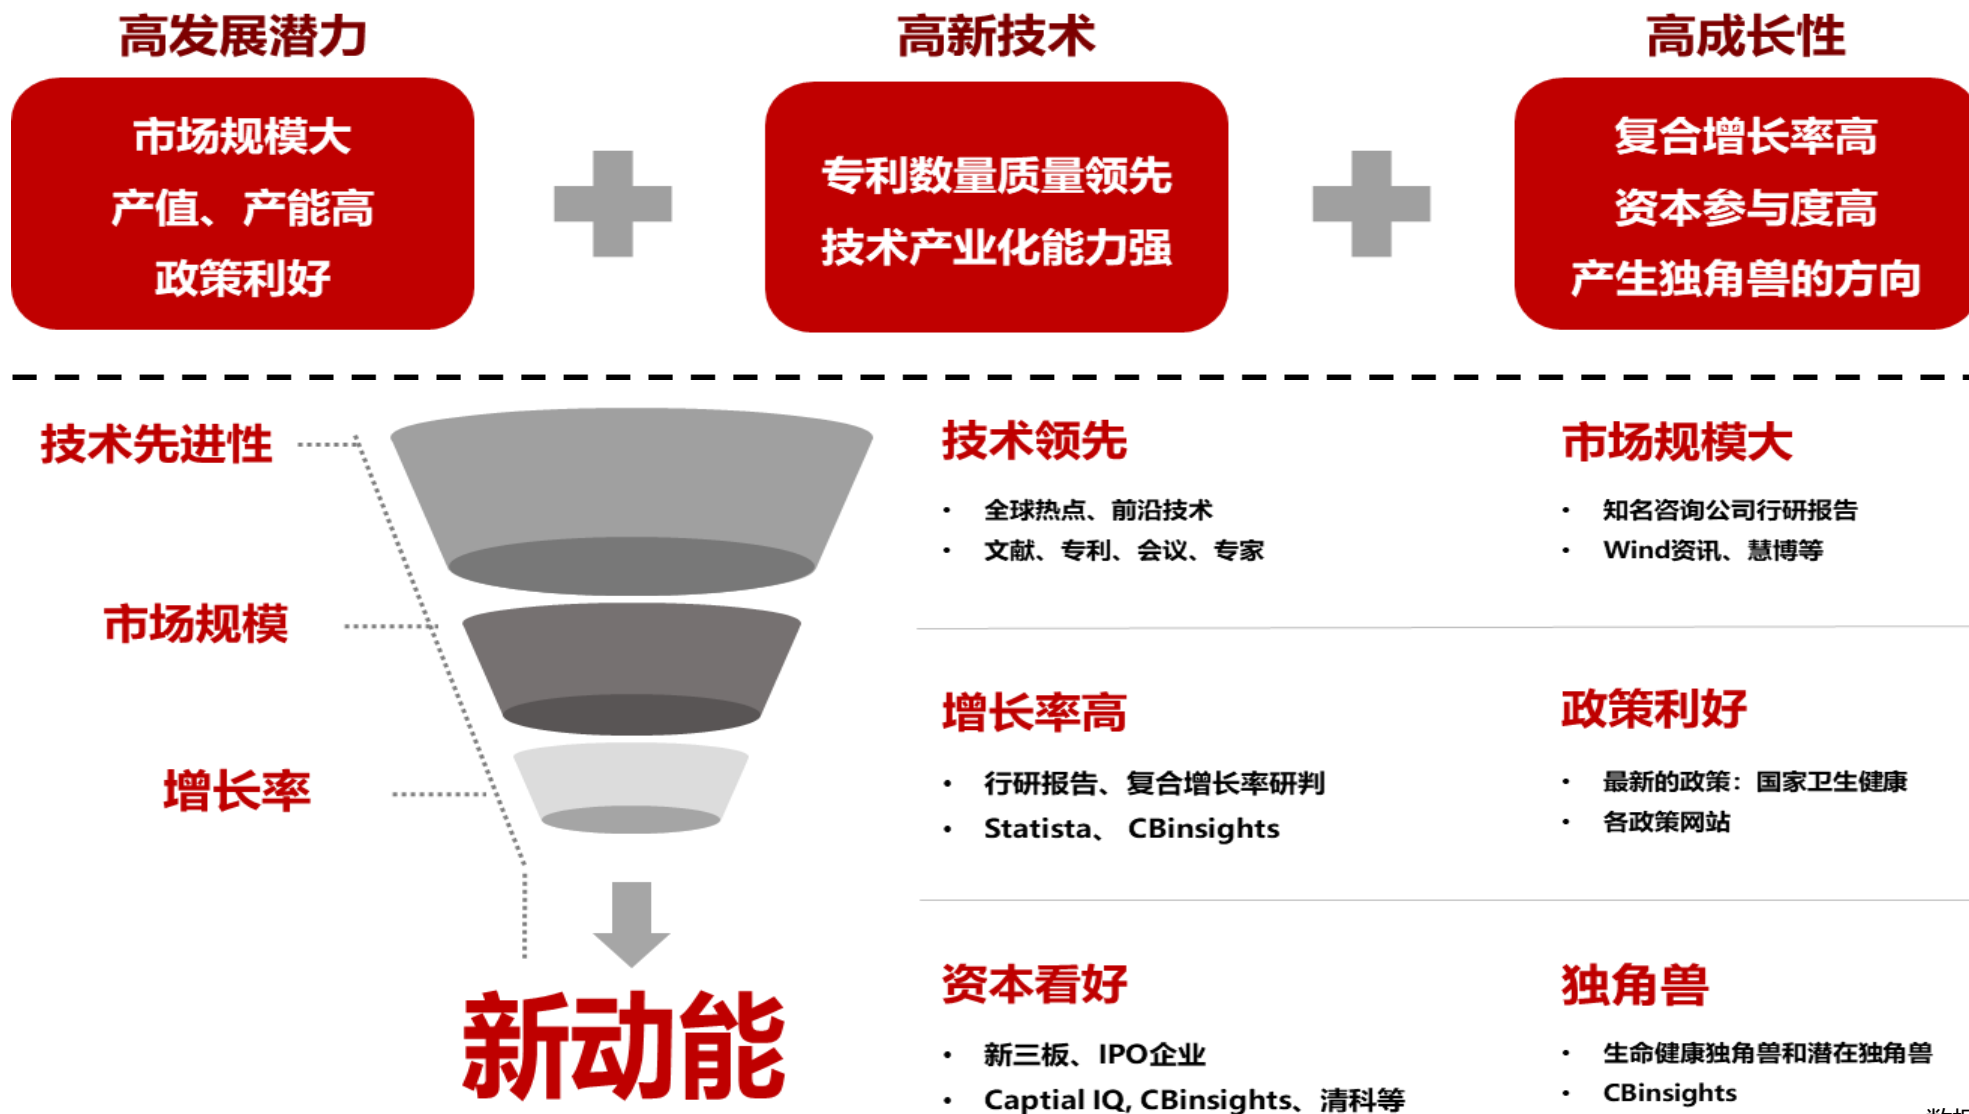 高发展潜力
市场规模大
产值、产能高
政策利好
高新技术
专利数量质量领先
技术产业化能力强
高成长性
复合增长率高
资本参与度高
产生独角兽的方向
技术先进性
市场规模
增长率
新动能
技术领先
• 全球热点、前沿技术
• 文献、专利、会议、专家
市场规模大
• 知名咨询公司行研报告
• Wind资讯、慧博等
增长率高
• 行研报告、复合增长率研判
• Statista、 CBinsights
政策利好
• 最新的政策：国家卫生健康
• 各政策网站
资本看好
• 新三板、IPO企业
• Captial IQ, CBinsights、清科等
独角兽
• 生命健康独角兽和潜在独角兽
• CBinsights